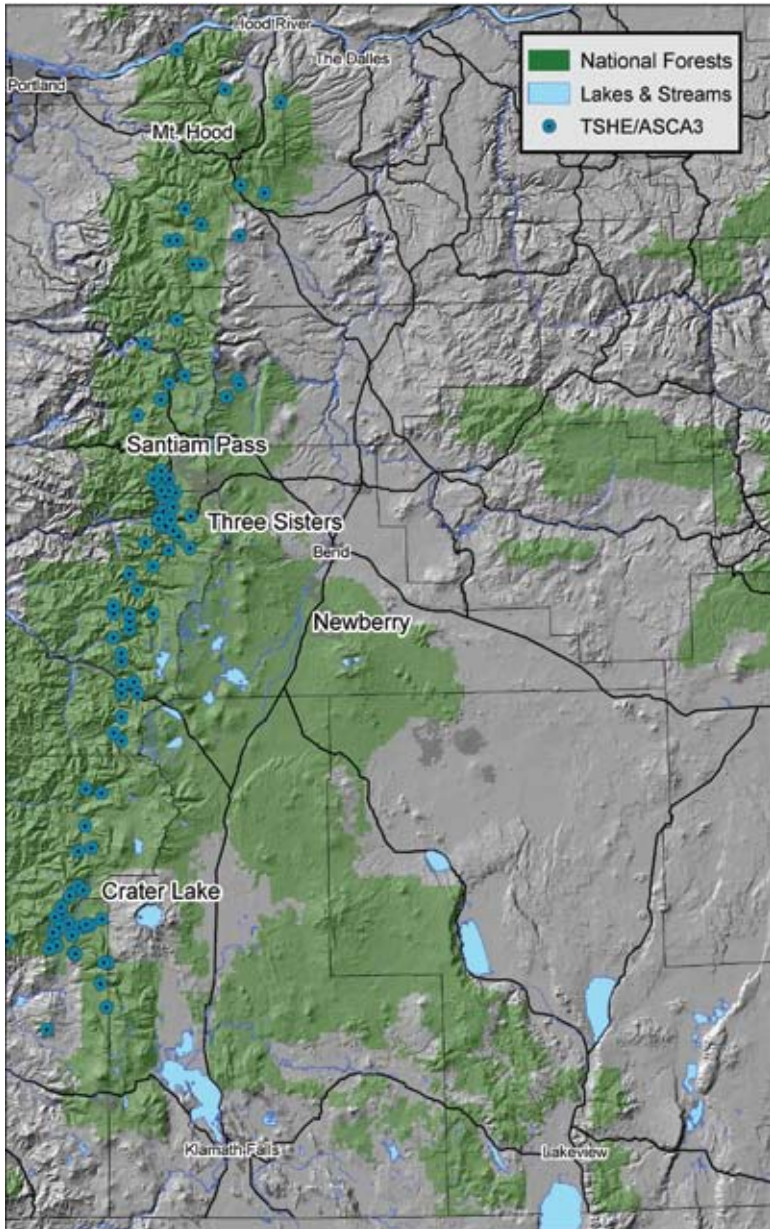 Hood River
The Dalles
Portland
Mt. Hood
National Forests
Lakes & Streams
TSHE/ASCA3
Santiam Pass
Three Sisters
Bend
Newberry
Crater Lake
Klamath Falls
Lakeview